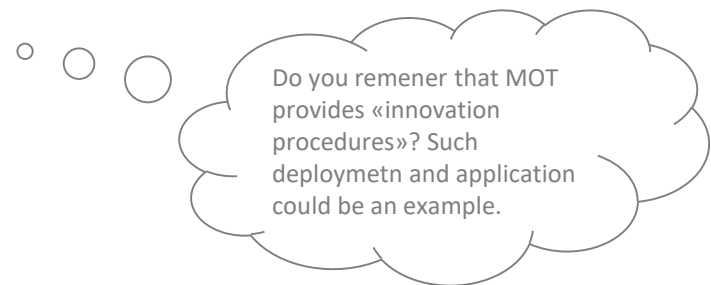 Do you remener that MOT
provides «innovation
procedures»? Such
deploymetn and application
could be an example.